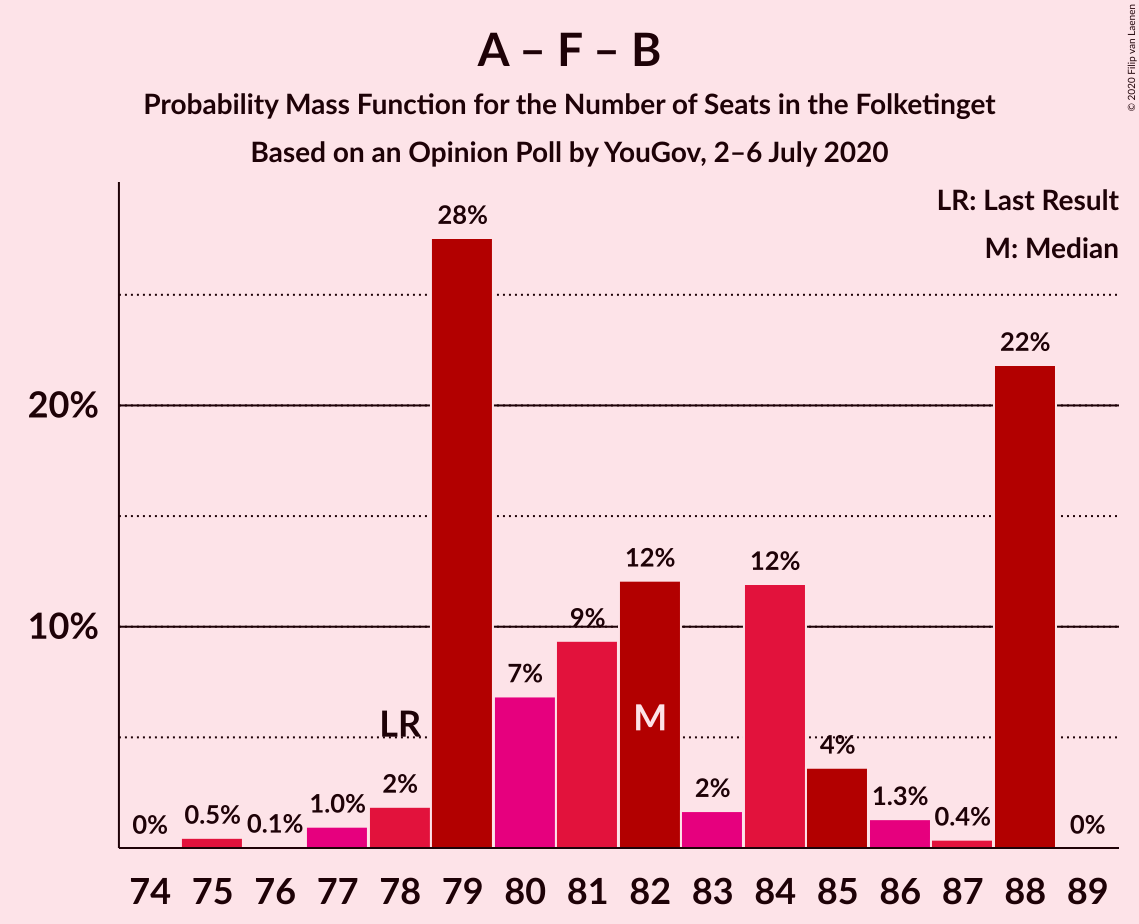 A – F – B
Probability Mass Function for the Number of Seats in the Folketinget
Based on an Opinion Poll by YouGov, 2–6 July 2020
© 2020 Filip van Laenen
LR: Last Result
M: Median
28%
22%
20%
12%
12%
9%
10%
7%
LR
M
4%
2%
2%
1.3%
1.0%
0.5%
0.4%
0%
0.1%
0%
74 75 76 77 78 79 80 81 82 83 84 85 86 87 88 89